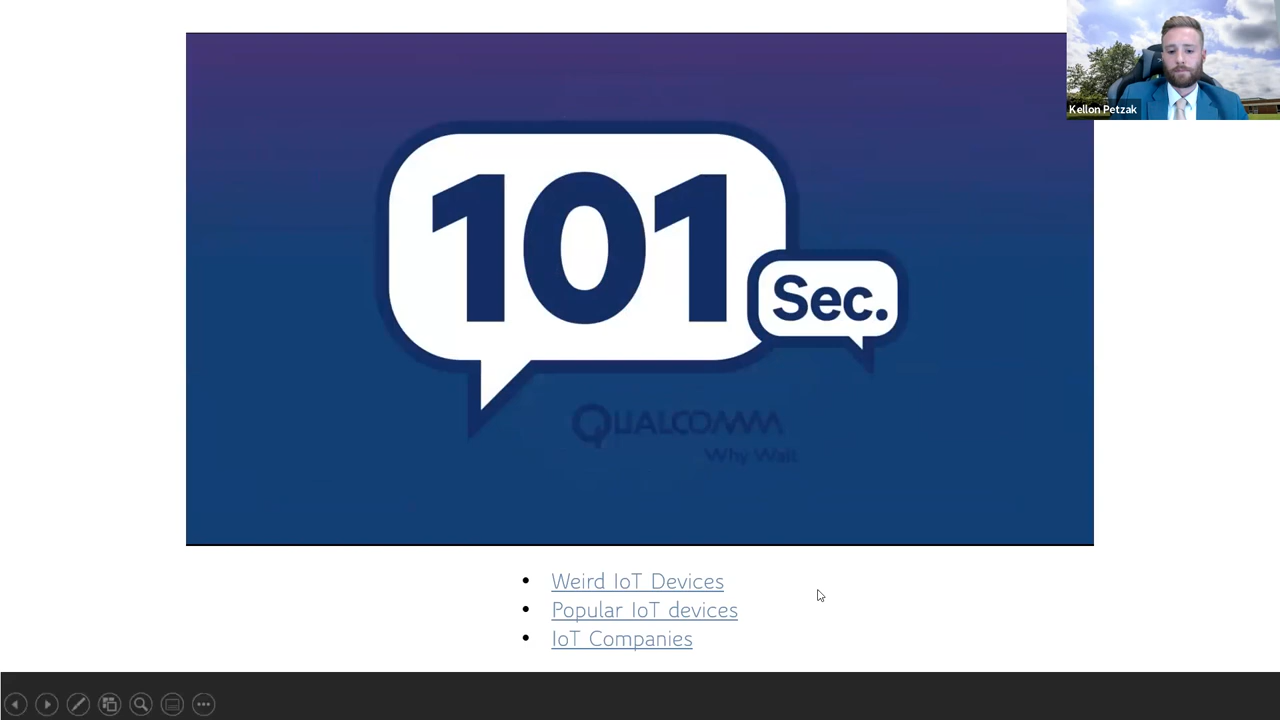 Kellon Petzak
101
Sec.
QUALCOMM
Why Wait
• Weird IoT Devices
• Popular IoT devices
• IoT Companies